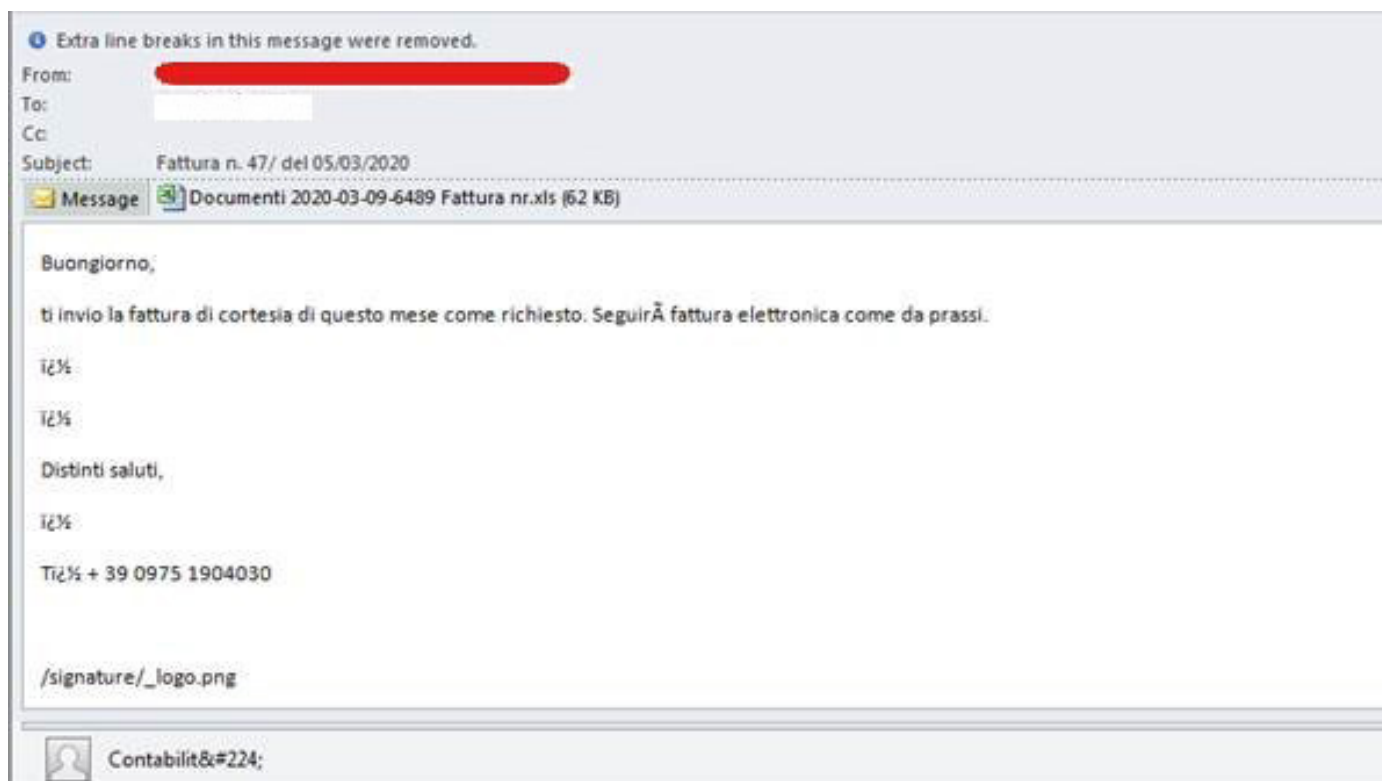 Extra line breaks in this message were removed.
From:
To:
Cc:
Subject: Fattura n. 47/ del 05/03/2020
Message Documenti 2020-03-09-6489 Fattura nr.xls (62 KB)
Buongiorno,
ti invio la fattura di cortesia di questo mese come richiesto. SeguirÃ fattura elettronica come da prassi.
ï¿½
ï¿½
Distinti saluti,
ï¿½
Tï¿½ + 39 0975 1904030
/signature/_logo.png
Contabilit&#224;